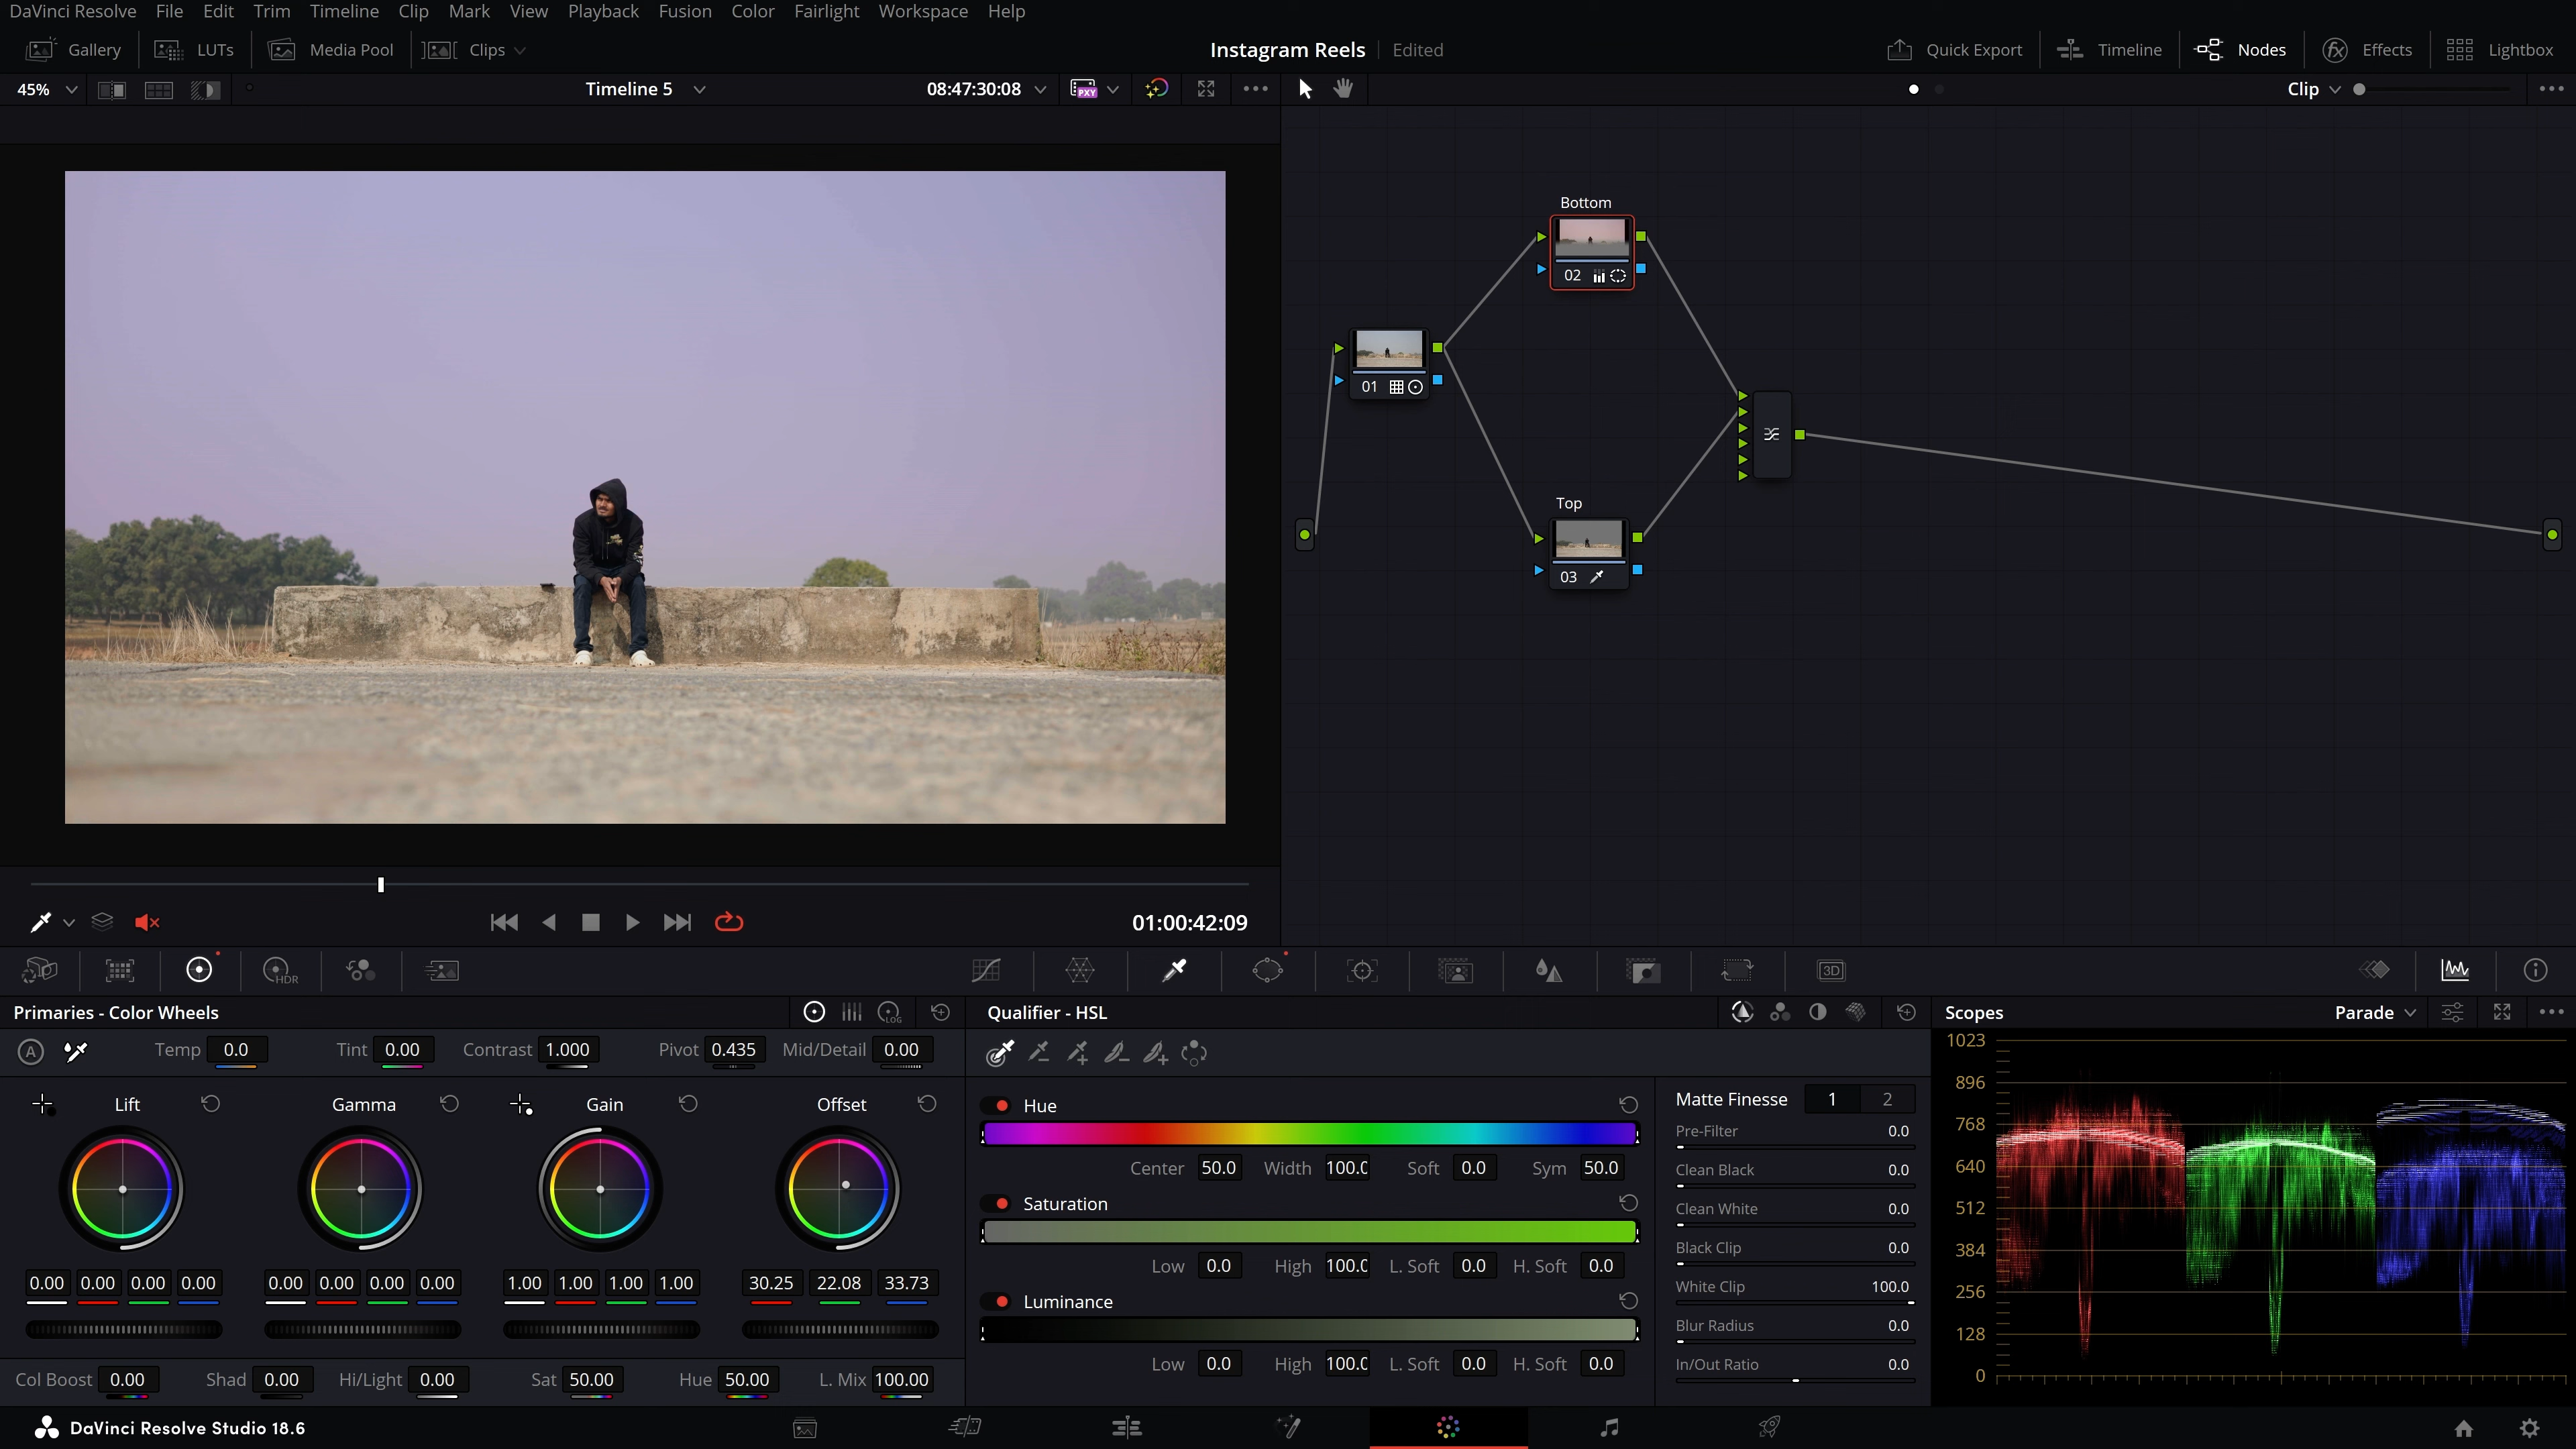 DaVinci Resolve File Edit Trim Timeline Clip Mark View Playback Fusion Color Fairlight Workspace Help
Gallery LUTs Media Pool Clips Instagram Reels Edited Quick Export Timeline Nodes Effects Lightbox
45% Timeline 5 08:47:30:08 PXY Clip
Bottom
02
01
Top
03
01:00:42:09
HDR 3D
Primaries - Color Wheels LOG Qualifier - HSL Scopes Parade
A Temp 0.0 Tint 0.00 Contrast 1.000 Pivot 0.435 Mid/Detail 0.00
Lift Gamma Gain Offset
0.00 0.00 0.00 0.00 0.00 0.00 0.00 0.00 1.00 1.00 1.00 1.00 30.25 22.08 33.73
Col Boost 0.00 Shad 0.00 Hi/Light 0.00 Sat 50.00 Hue 50.00 L. Mix 100.00
Hue
Center 50.0 Width 100.0 Soft 0.0 Sym 50.0
Saturation
Low 0.0 High 100.0 L. Soft 0.0 H. Soft 0.0
Luminance
Low 0.0 High 100.0 L. Soft 0.0 H. Soft 0.0
Matte Finesse 1 2
Pre-Filter 0.0
Clean Black 0.0
Clean White 0.0
Black Clip 0.0
White Clip 100.0
Blur Radius 0.0
In/Out Ratio 0.0
1023
896
768
640
512
384
256
128
0
DaVinci Resolve Studio 18.6